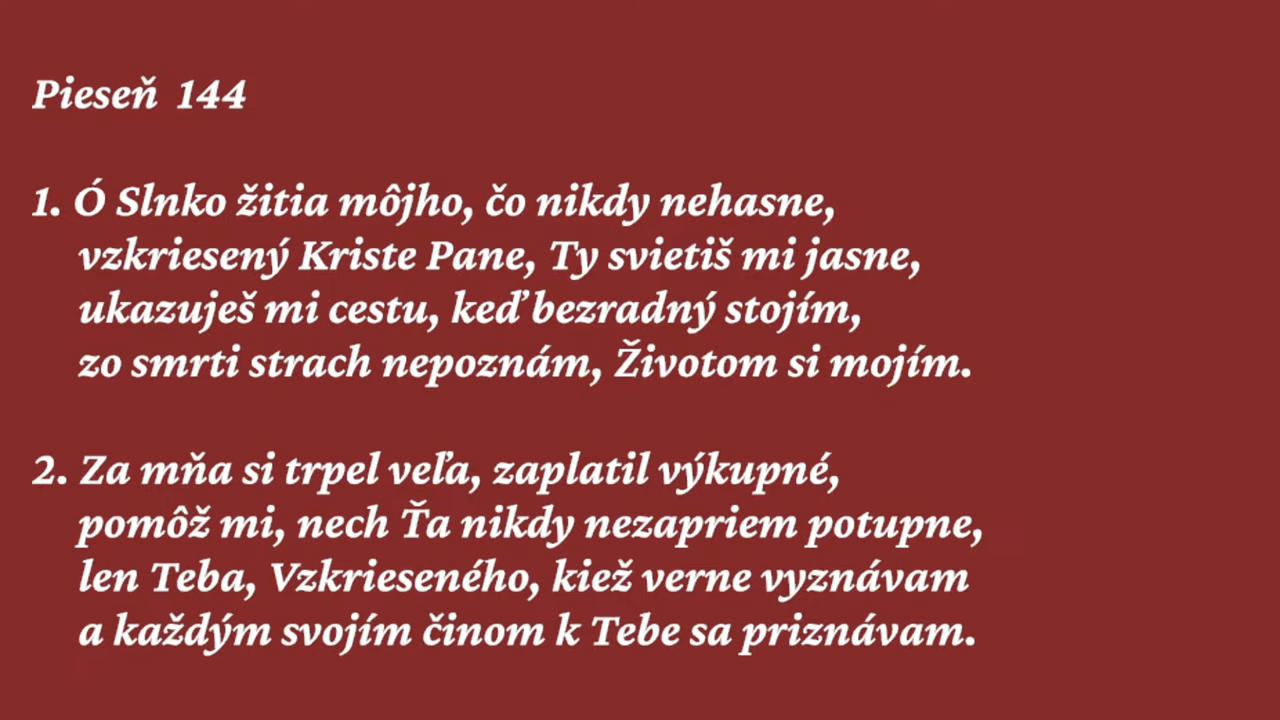 Pieseň 144
1. Ó Slnko žitia môjho, čo nikdy nehasne,
vzkriesený Kriste Pane, Ty svietiš mi jasne,
ukazuješ mi cestu, keď bezradný stojím,
zo smrti strach nepoznám, Životom si mojím.
2. Za mňa si trpel veľa, zaplatil výkupné,
pomôž mi, nech Ťa nikdy nezapriem potupne,
len Teba, Vzkrieseného, kiež verne vyznávam
a každým svojím činom k Tebe sa priznávam.